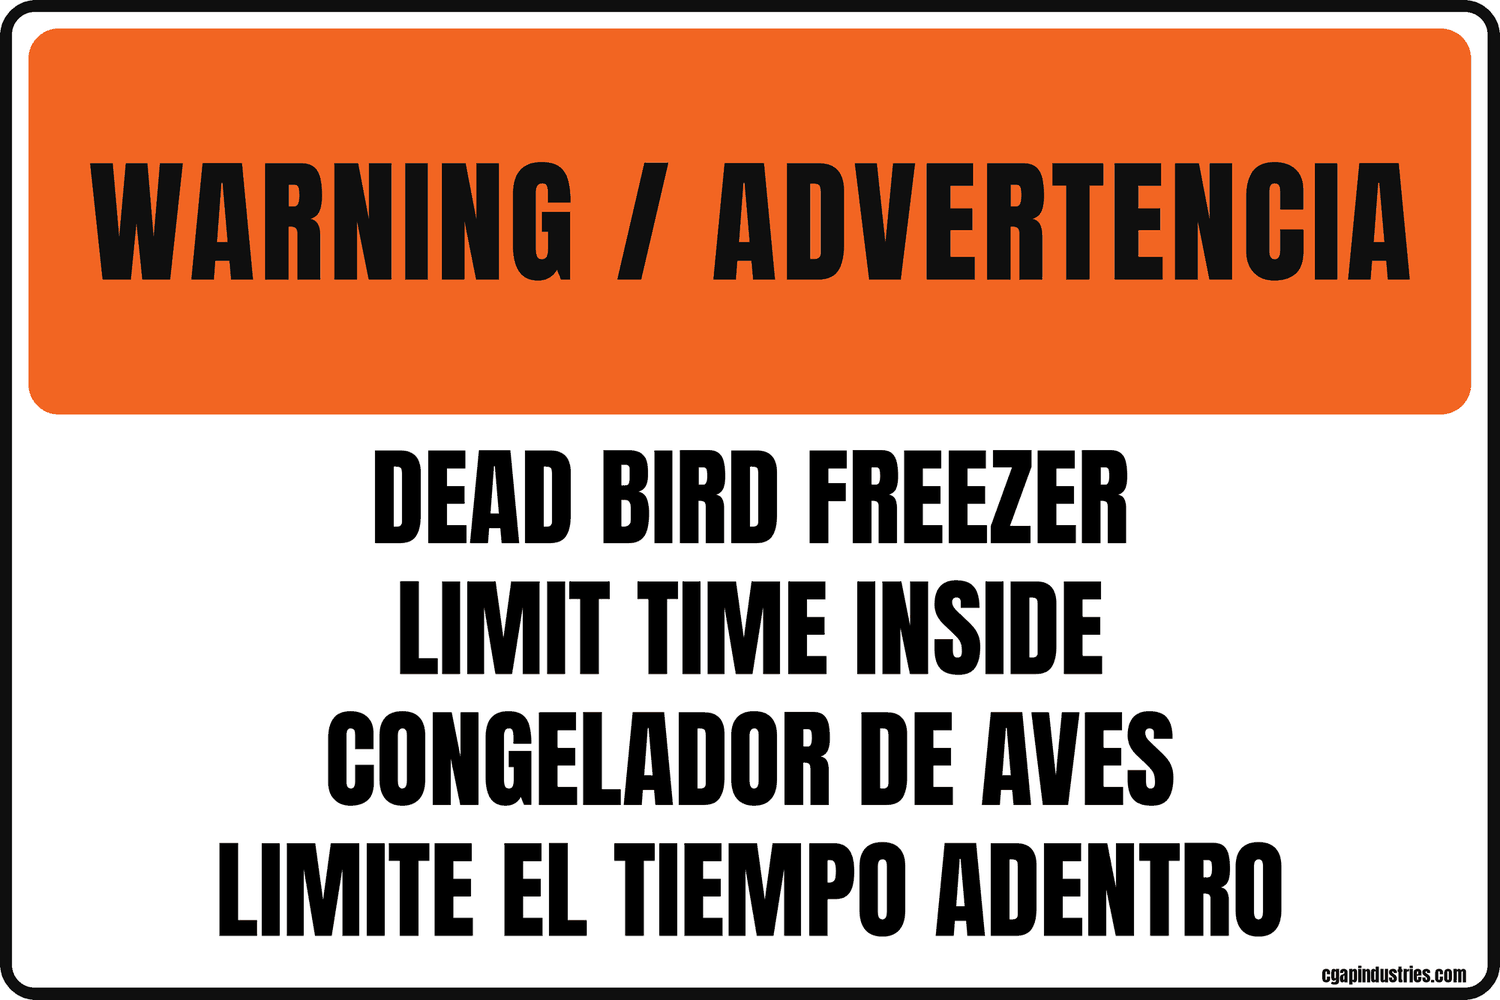 WARNING / ADVERTENCIA
DEAD BIRD FREEZER
LIMIT TIME INSIDE
CONGELADOR DE AVES
LIMITE EL TIEMPO ADENTRO
cgapindustries.com